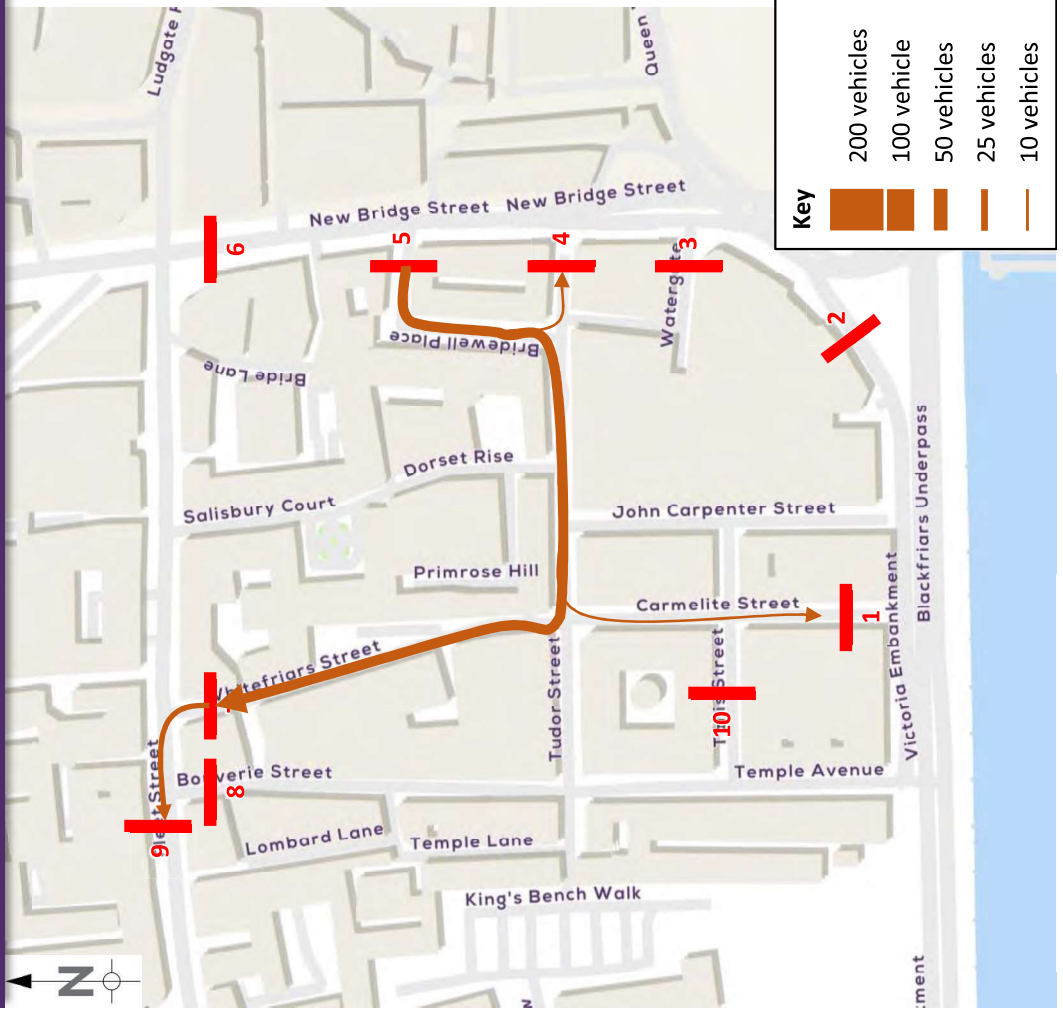 Ludgate
Queen
Key
200 vehicles
100 vehicle
50 vehicles
25 vehicles
10 vehicles
New Bridge Street
New Bridge Street
6
5
4
3
Watergate
2
Bridewell Place
Bride Lane
Dorset Rise
Salisbury Court
John Carpenter Street
Primrose Hill
Carmelite Street
1
Blackfriars Underpass
Victoria Embankment
Whitefriars Street
Tudor Street
10
Temple Avenue
Bouverie Street
8
9
Lombard Lane
Temple Lane
King's Bench Walk
N